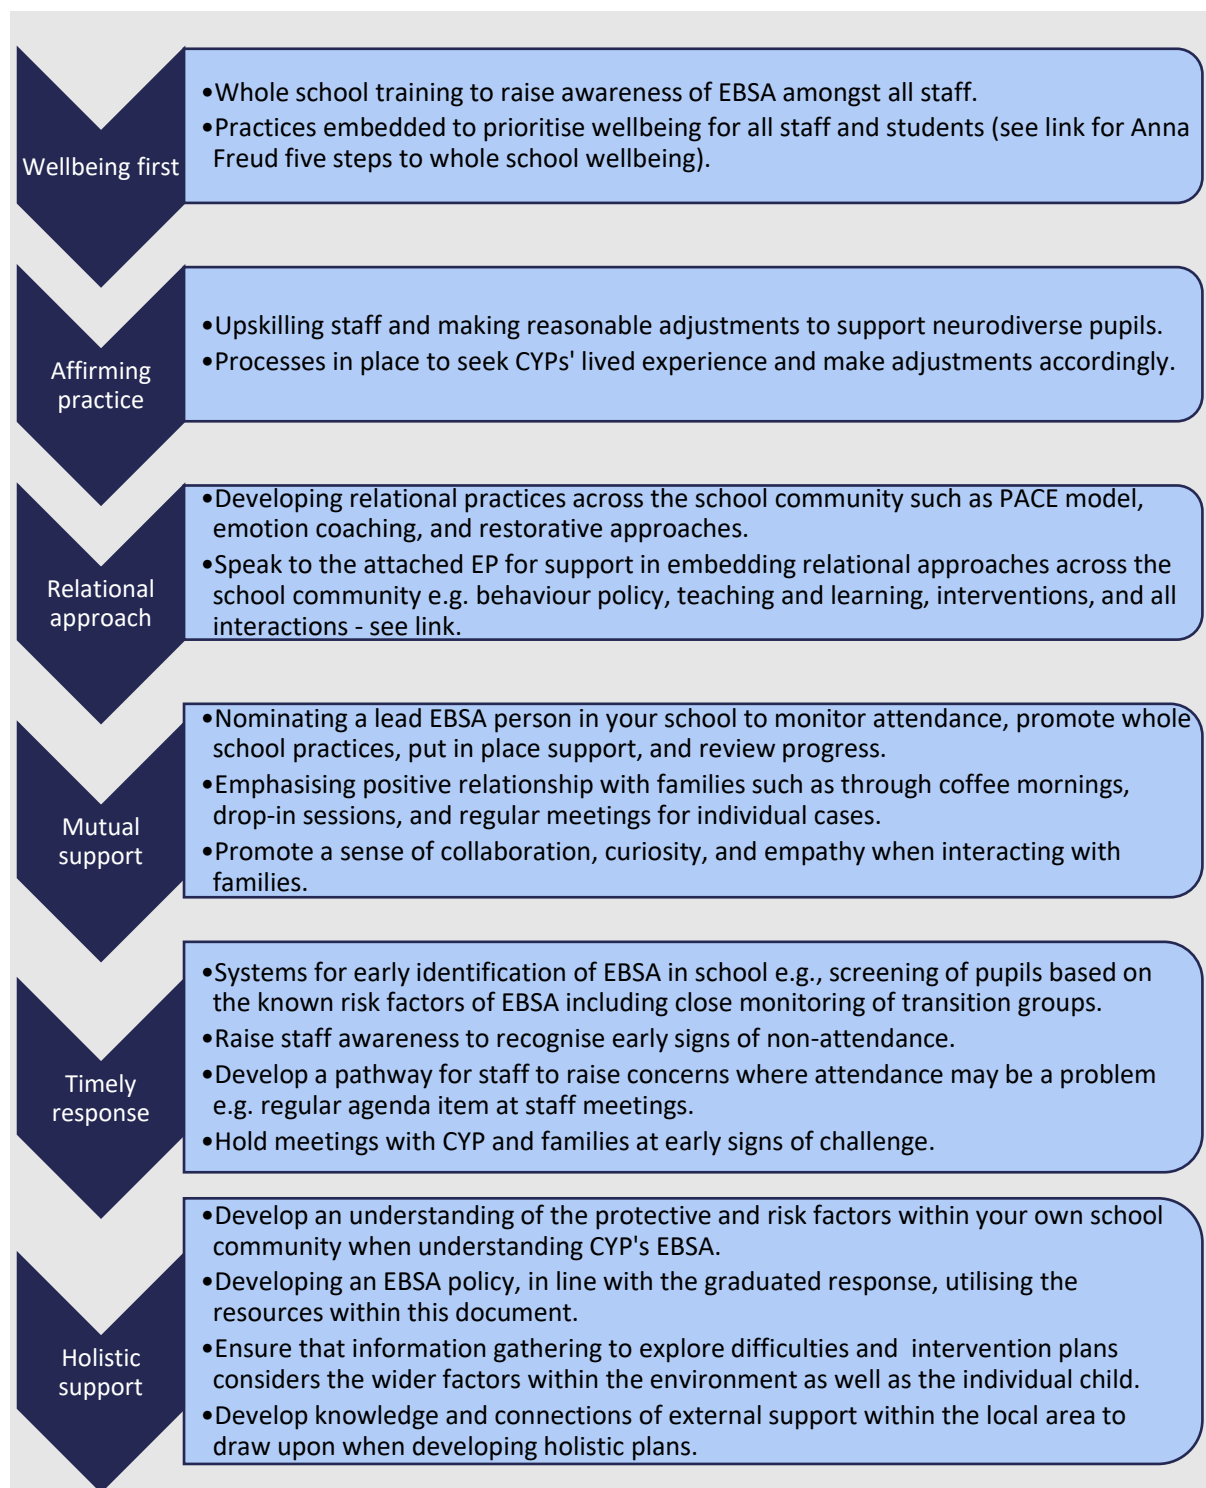 Wellbeing first
•Whole school training to raise awareness of EBSA amongst all staff.
•Practices embedded to prioritise wellbeing for all staff and students (see link for Anna
Freud five steps to whole school wellbeing).
Affirming
practice
•Upskilling staff and making reasonable adjustments to support neurodiverse pupils.
•Processes in place to seek CYPs' lived experience and make adjustments accordingly.
Relational
approach
•Developing relational practices across the school community such as PACE model,
emotion coaching, and restorative approaches.
•Speak to the attached EP for support in embedding relational approaches across the
school community e.g. behaviour policy, teaching and learning, interventions, and all
interactions - see link.
Mutual
support
•Nominating a lead EBSA person in your school to monitor attendance, promote whole
school practices, put in place support, and review progress.
•Emphasising positive relationship with families such as through coffee mornings,
drop-in sessions, and regular meetings for individual cases.
•Promote a sense of collaboration, curiosity, and empathy when interacting with
families.
Timely
response
•Systems for early identification of EBSA in school e.g., screening of pupils based on
the known risk factors of EBSA including close monitoring of transition groups.
•Raise staff awareness to recognise early signs of non-attendance.
•Develop a pathway for staff to raise concerns where attendance may be a problem
e.g. regular agenda item at staff meetings.
•Hold meetings with CYP and families at early signs of challenge.
Holistic
support
•Develop an understanding of the protective and risk factors within your own school
community when understanding CYP's EBSA.
•Developing an EBSA policy, in line with the graduated response, utilising the
resources within this document.
•Ensure that information gathering to explore difficulties and  intervention plans
considers the wider factors within the environment as well as the individual child.
•Develop knowledge and connections of external support within the local area to
draw upon when developing holistic plans.